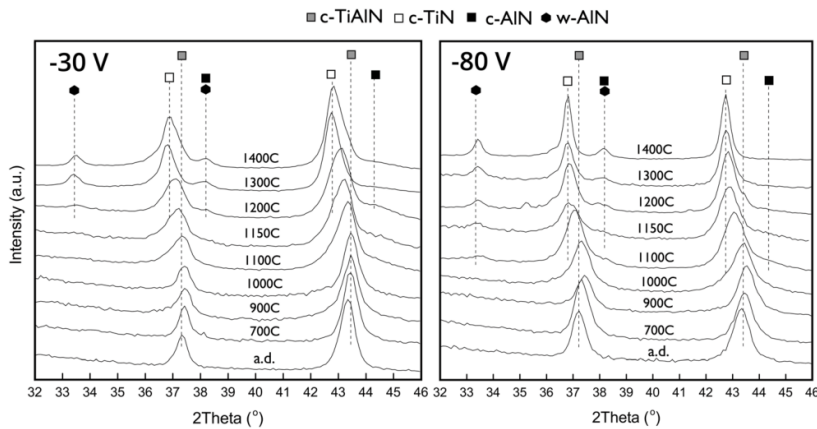 c-TiAlN c-TiN c-AlN w-AlN
-30 V
1400C
1300C
1200C
1150C
1100C
1000C
900C
700C
a.d.
Intensity (a.u.)
32 33 34 35 36 37 38 39 40 41 42 43 44 45 46
2Theta (°)
-80 V
1400C
1300C
1200C
1150C
1100C
1000C
900C
700C
a.d.
32 33 34 35 36 37 38 39 40 41 42 43 44 45 46
2Theta (°)